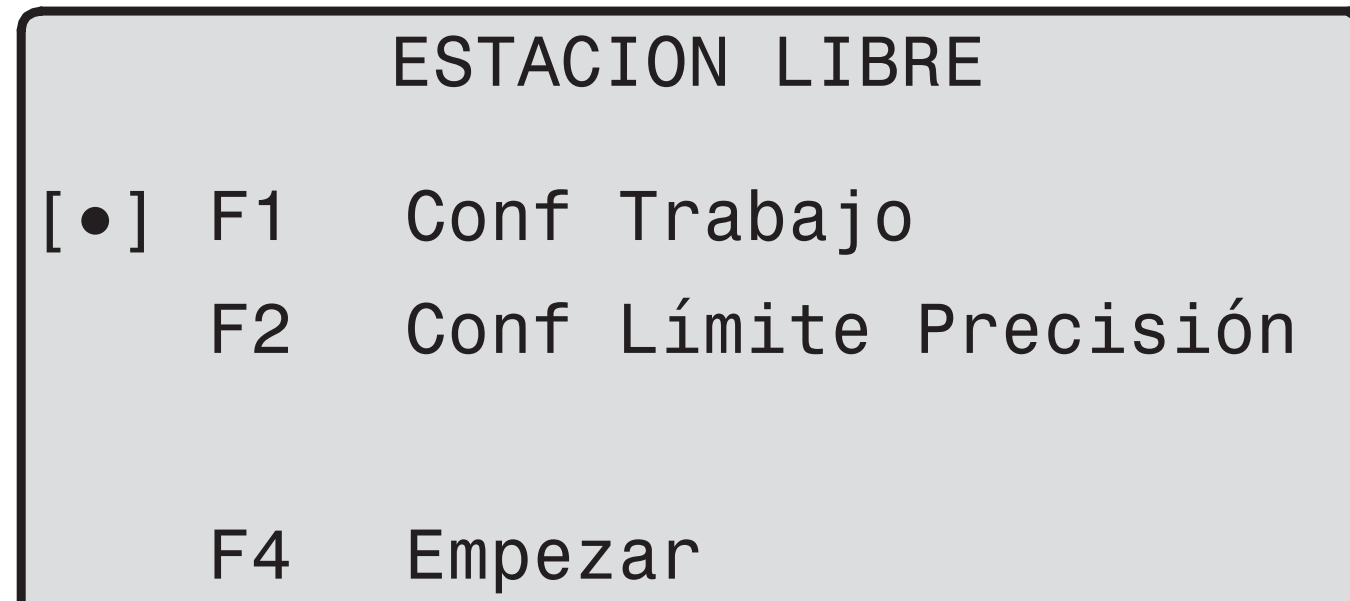 ESTACION LIBRE
[•] F1 Conf Trabajo
F2 Conf Límite Precisión
F4 Empezar